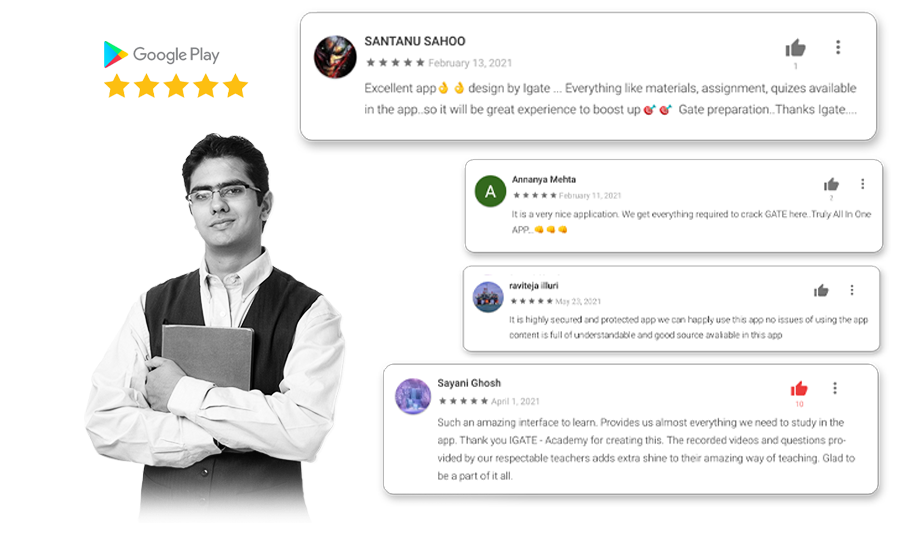 Google Play
SANTANU SAHOO
★★★★★ February 13, 2021
1
Excellent app👌👌 design by Igate ... Everything like materials, assignment, quizes available
in the app..so it will be great experience to boost up🎯🎯 Gate preparation..Thanks Igate....
A
Annanya Mehta
★★★★★ February 11, 2021
2
It is a very nice application. We get everything required to crack GATE here..Truly All In One
APP..👊👊👊
raviteja illuri
★★★★★ May 23, 2021
It is highly secured and protected app we can happly use this app no issues of using the app
content is full of understandable and good source avaliable in this app
Sayani Ghosh
★★★★★ April 1, 2021
10
Such an amazing interface to learn. Provides us almost everything we need to study in the
app. Thank you IGATE - Academy for creating this. The recorded videos and questions pro-
vided by our respectable teachers adds extra shine to their amazing way of teaching. Glad to
be a part of it all.